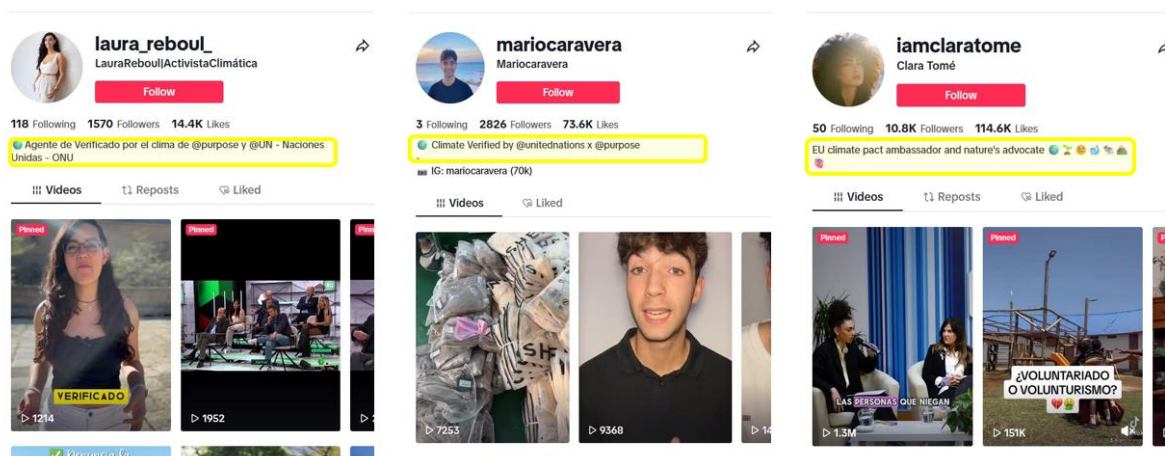 laura_reboul_
LauraReboul|ActivistaClimática
Follow
118 Following 1570 Followers 14.4K Likes
Agente de Verificado por el clima de @purpose y @UN - Naciones
Unidas - ONU
Videos Reposts Liked
Pinned
VERIFICADO
1214
Pinned
1952
Denuncia la
mariocaravera
Mariocaravera
Follow
3 Following 2826 Followers 73.6K Likes
Climate Verified by @unitednations x @purpose
.
IG: mariocaravera (70k)
Videos Liked
7253
9368
14
iamclaratome
Clara Tomé
Follow
50 Following 10.8K Followers 114.6K Likes
EU climate pact ambassador and nature's advocate
Videos Reposts Liked
Pinned
LAS PERSONAS QUE NIEGAN
1.3M
Pinned
¿VOLUNTARIADO
O VOLUNTURISMO?
151K